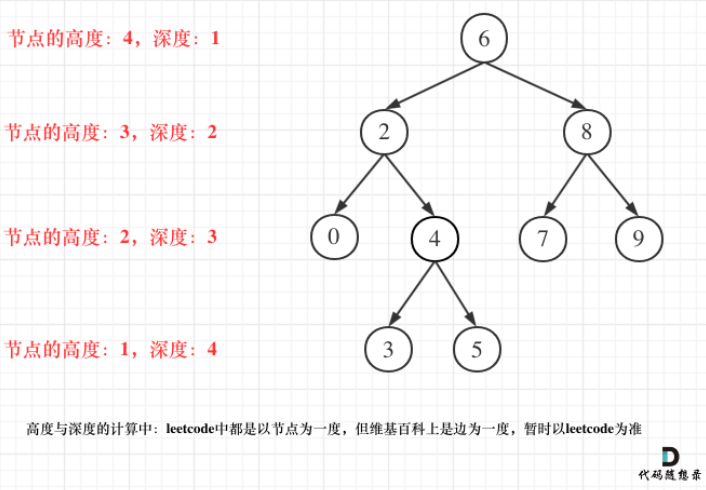 节点的高度：4，深度：1
6
节点的高度：3，深度：2
2
8
节点的高度：2，深度：3
0
4
7
9
节点的高度：1，深度：4
3
5
高度与深度的计算中：leetcode中都是以节点为一度，但维基百科上是边为一度，暂时以leetcode为准
代码随想录